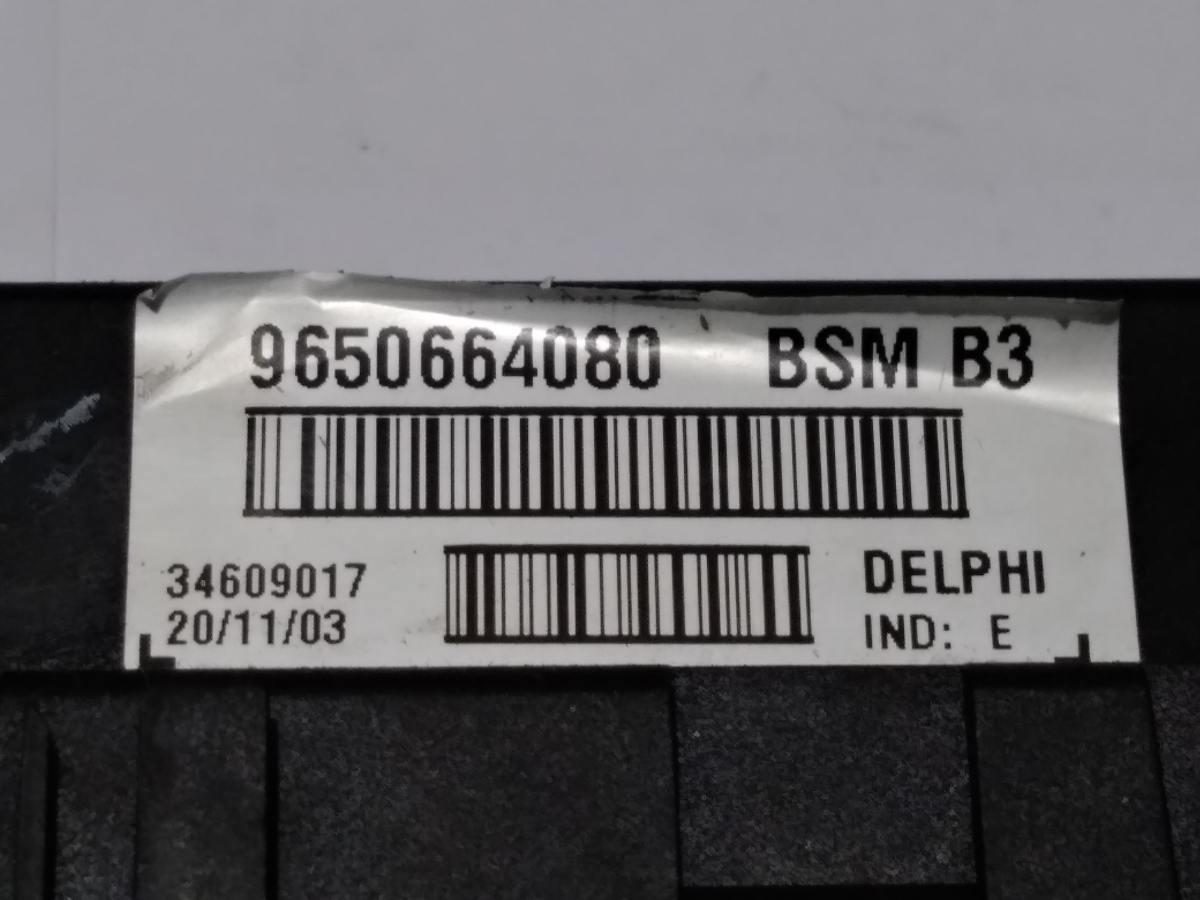 9650664080 BSM B3
34609017
20/11/03
DELPHI
IND: E